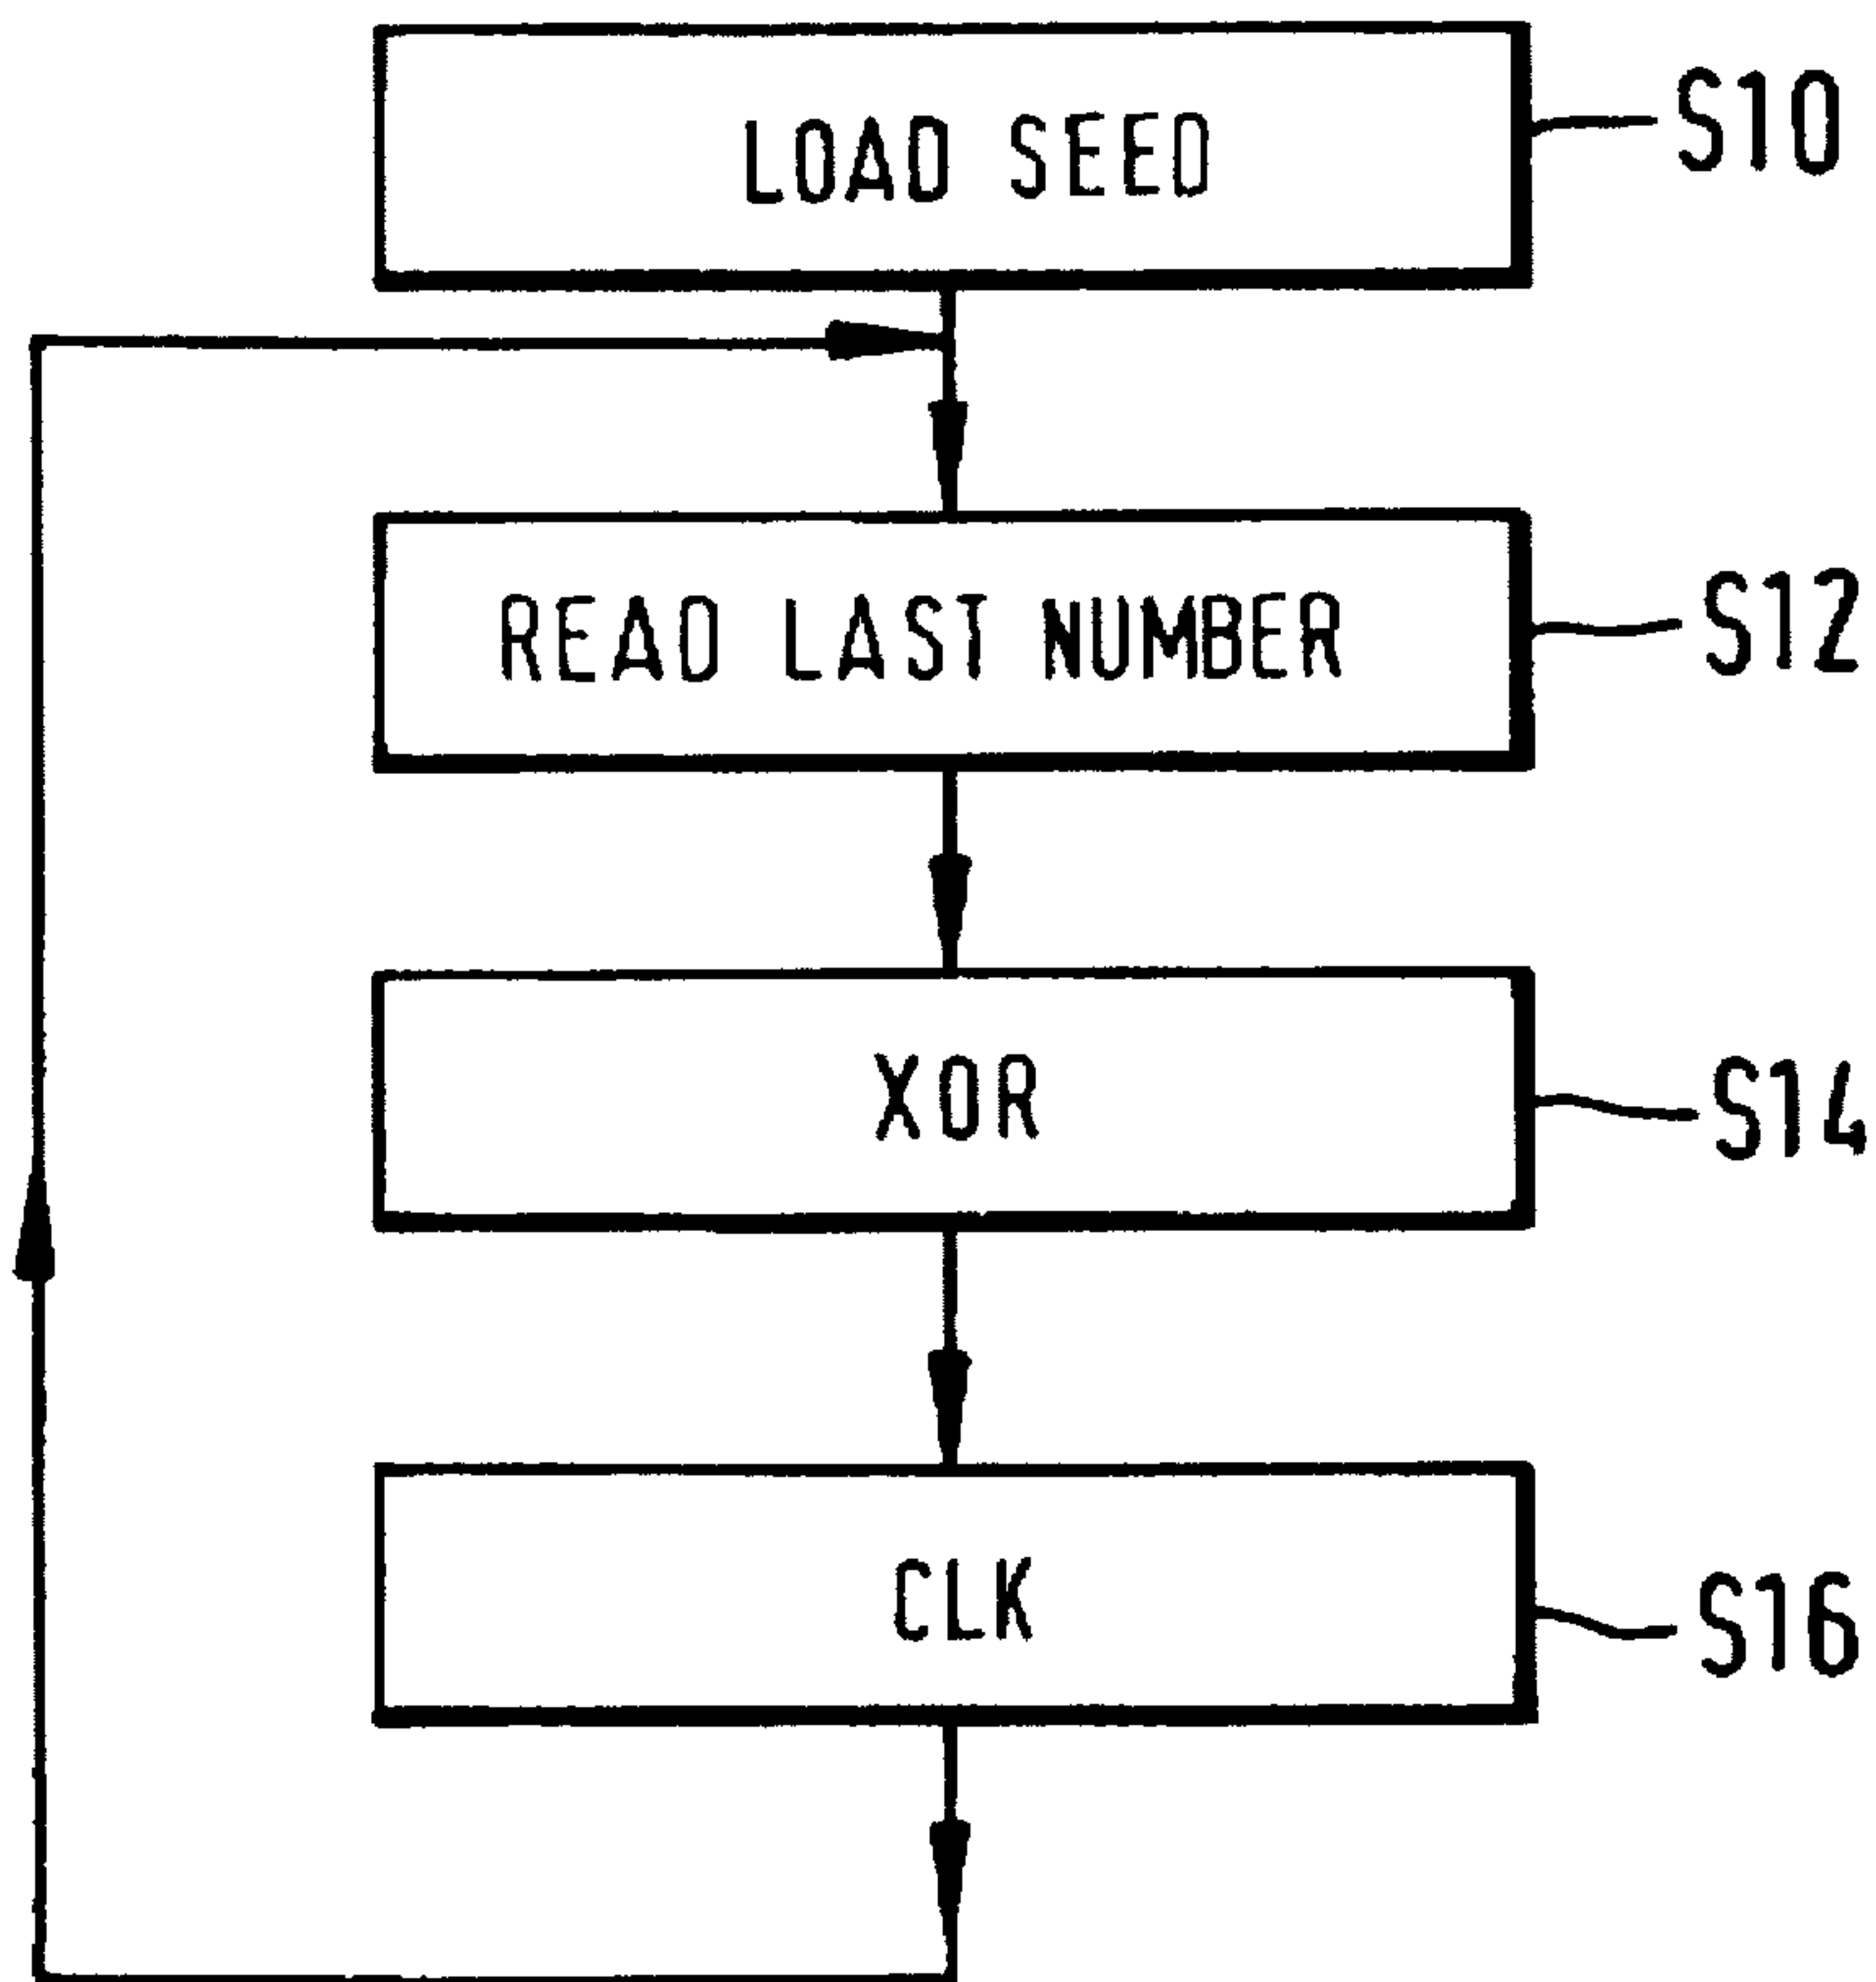 LOAD SEED
S10
READ LAST NUMBER
S12
XOR
S14
CLK
S16